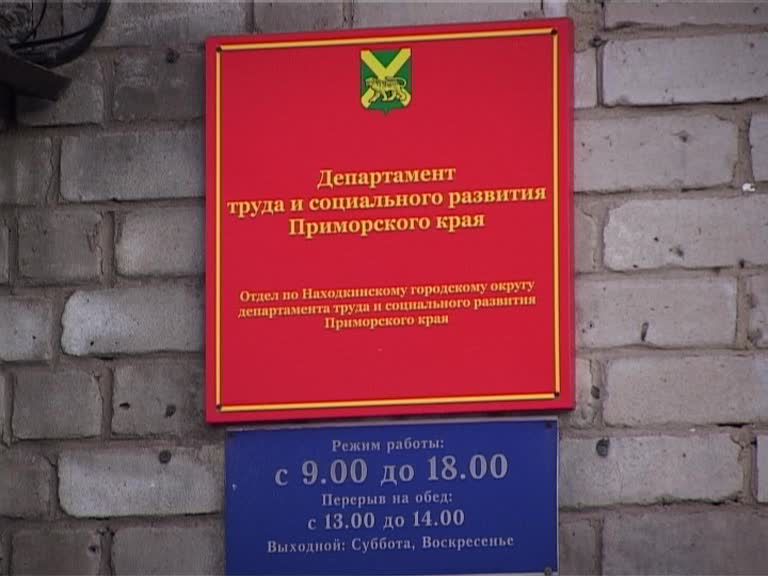 Департамент
труда и социального развития
Приморского края
Отдел по Находкинскому городскому округу
департамента труда и социального развития
Приморского края
Режим работы:
с 9.00 до 18.00
Перерыв на обед:
с 13.00 до 14.00
Выходной: Суббота, Воскресенье